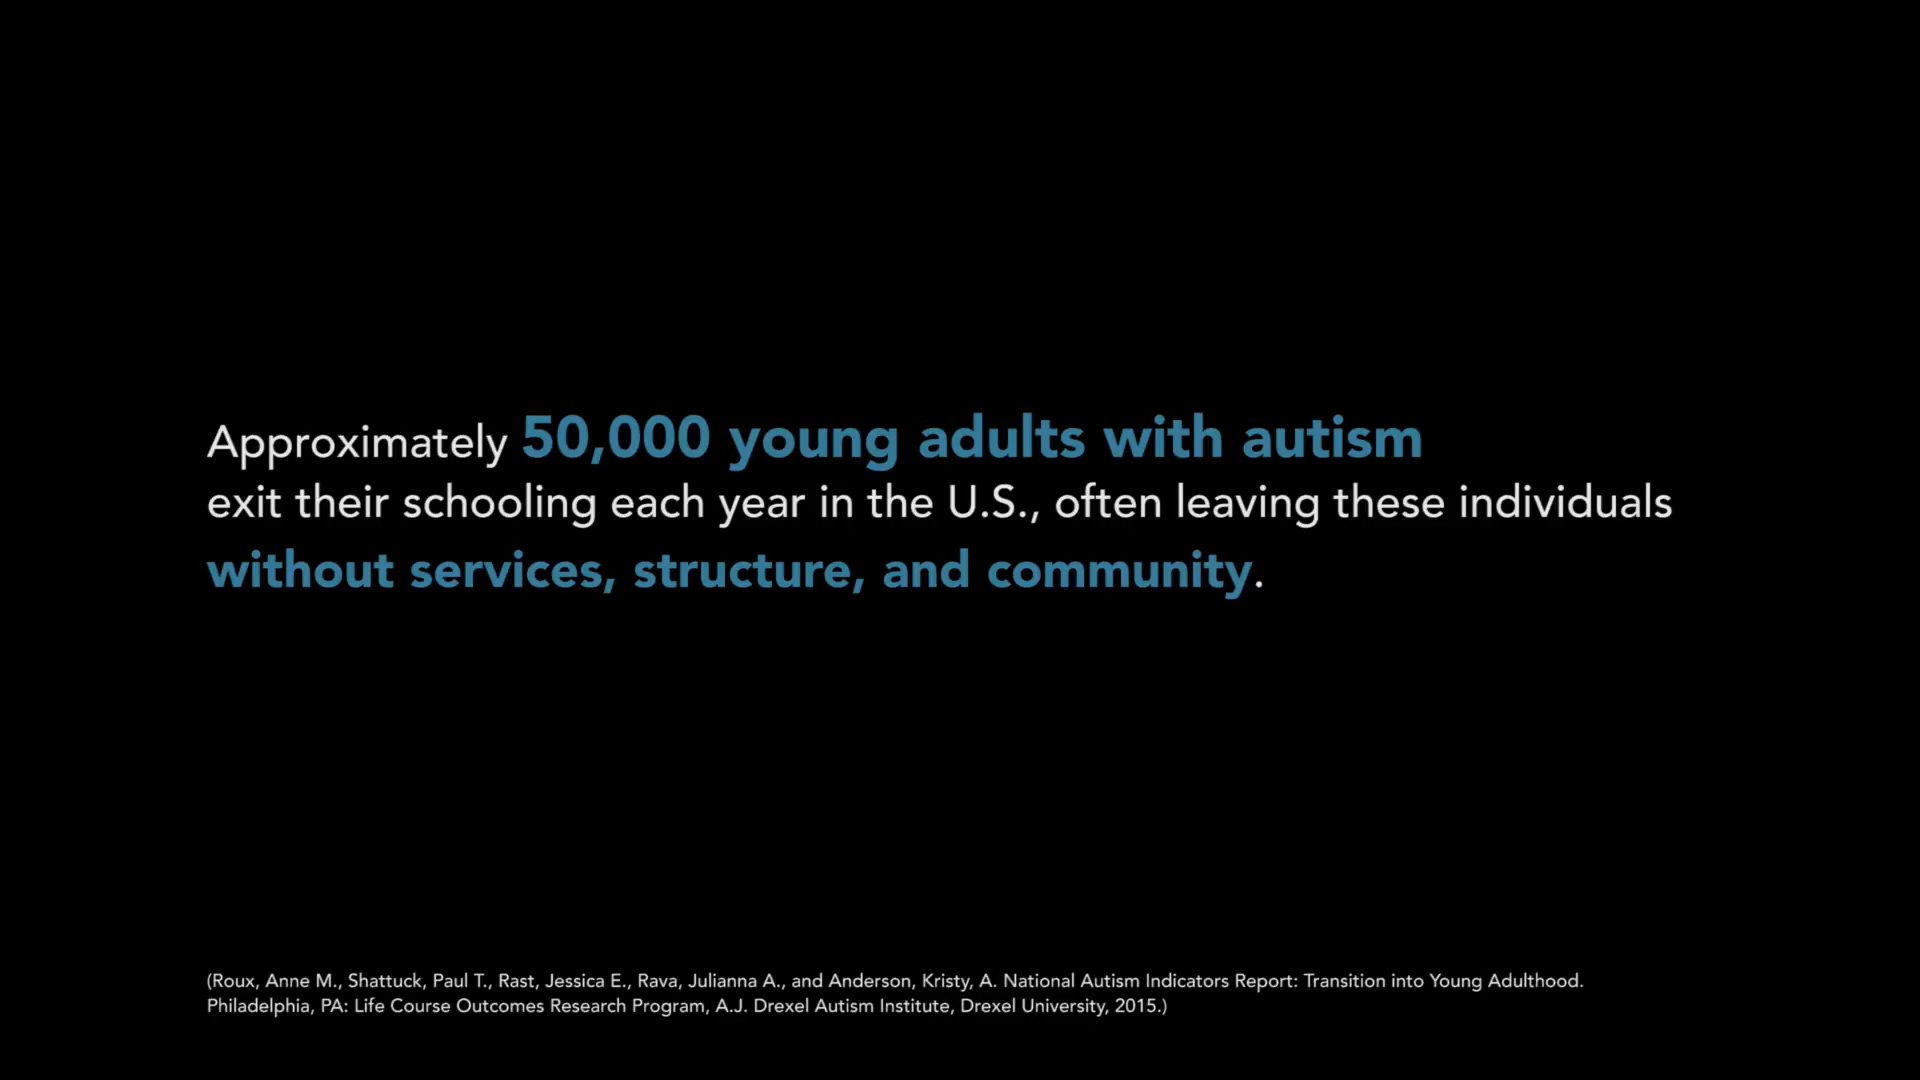 Approximately 50,000 young adults with autism
exit their schooling each year in the U.S., often leaving these individuals
without services, structure, and community.
(Roux, Anne M., Shattuck, Paul T., Rast, Jessica E., Rava, Julianna A., and Anderson, Kristy, A. National Autism Indicators Report: Transition into Young Adulthood.
Philadelphia, PA: Life Course Outcomes Research Program, A.J. Drexel Autism Institute, Drexel University, 2015.)